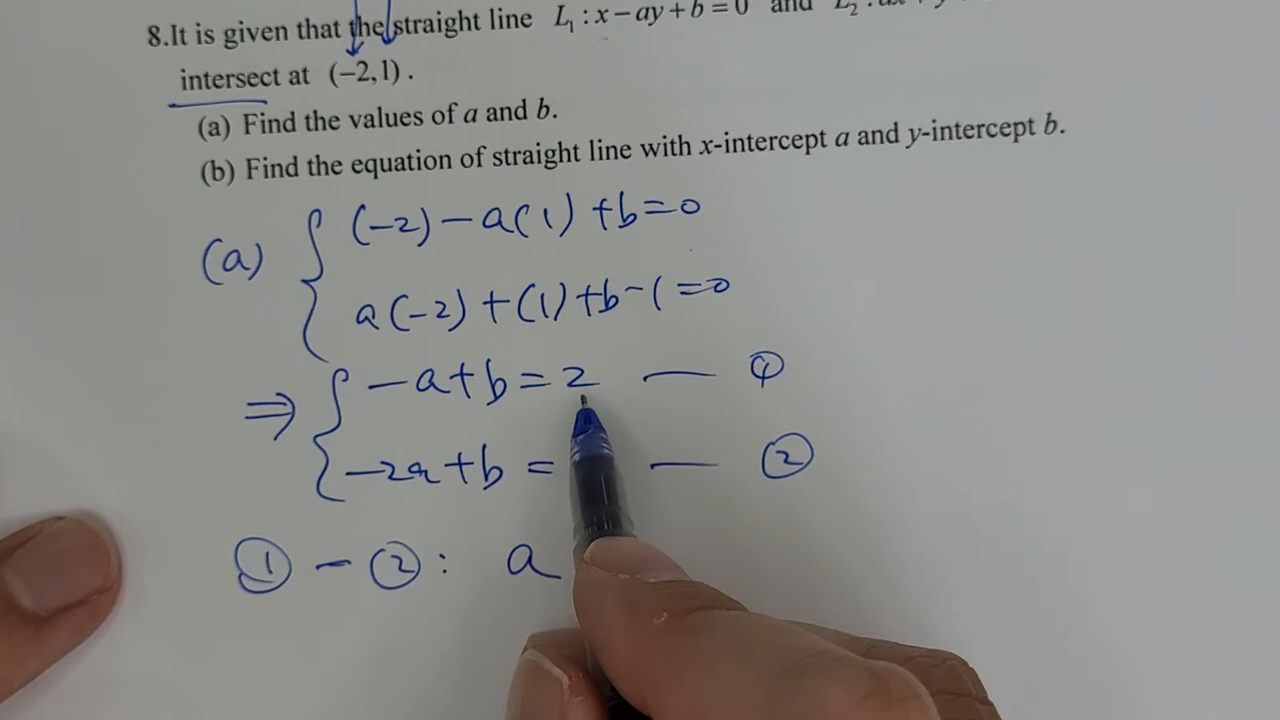 8.It is given that the straight line L₁ : x − ay + b = 0 and L₂ :
intersect at (−2,1).
(a) Find the values of a and b.
(b) Find the equation of straight line with x-intercept a and y-intercept b.
(a) { (−2) − a(1) + b = 0
a(−2) + (1) + b − 1 = 0
⇒ { −a + b = 2 — ①
−2a + b = — ②
① − ② : a